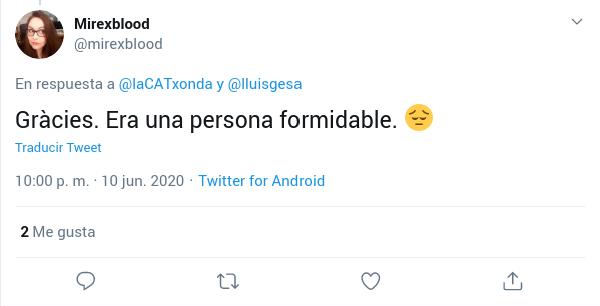 Mirexblood
@mirexblood
En respuesta a @laCATxonda y @lluisgesa
Gràcies. Era una persona formidable. 😔
Traducir Tweet
10:00 p. m. · 10 jun. 2020 · Twitter for Android
2 Me gusta